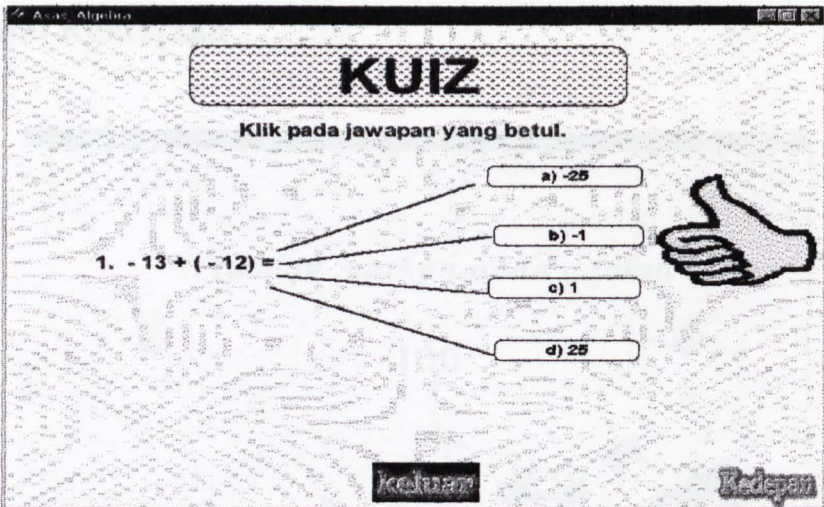 Asas Algebra
KUIZ
Klik pada jawapan yang betul.
a) -25
b) -1
1. - 13 + ( - 12) =
c) 1
d) 25
keluar
Kedepan